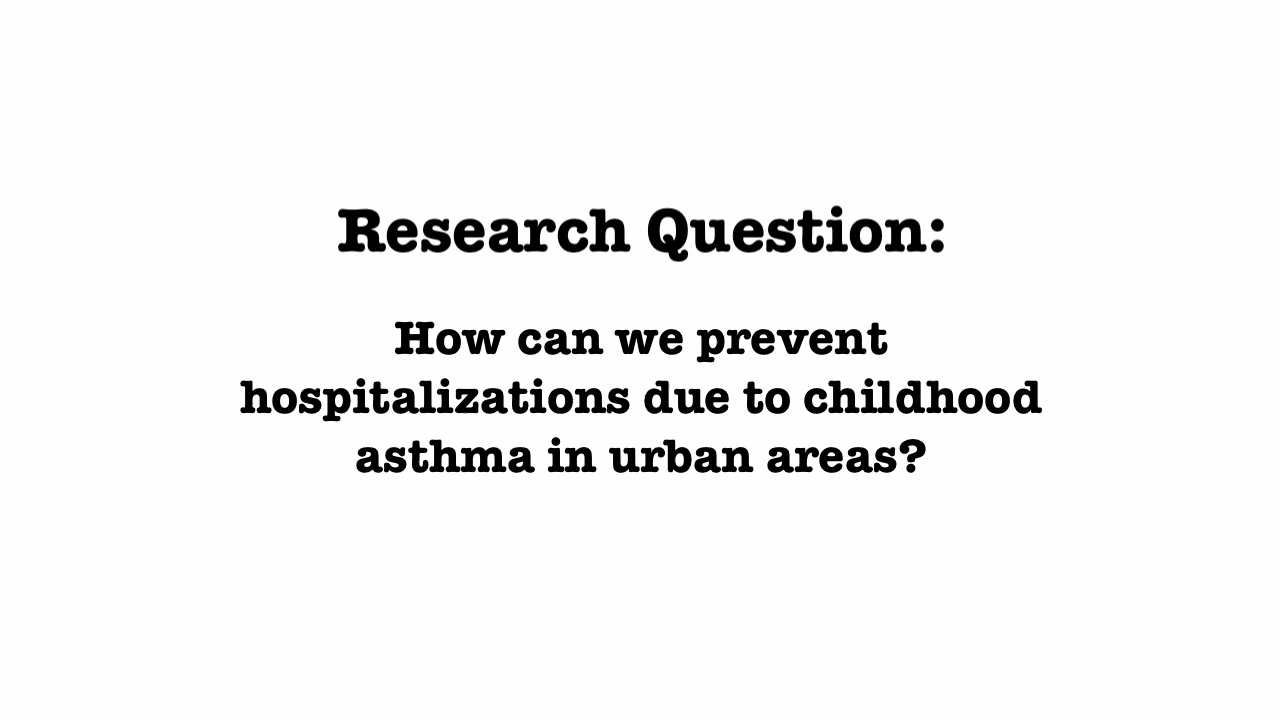 Research Question:
How can we prevent
hospitalizations due to childhood
asthma in urban areas?